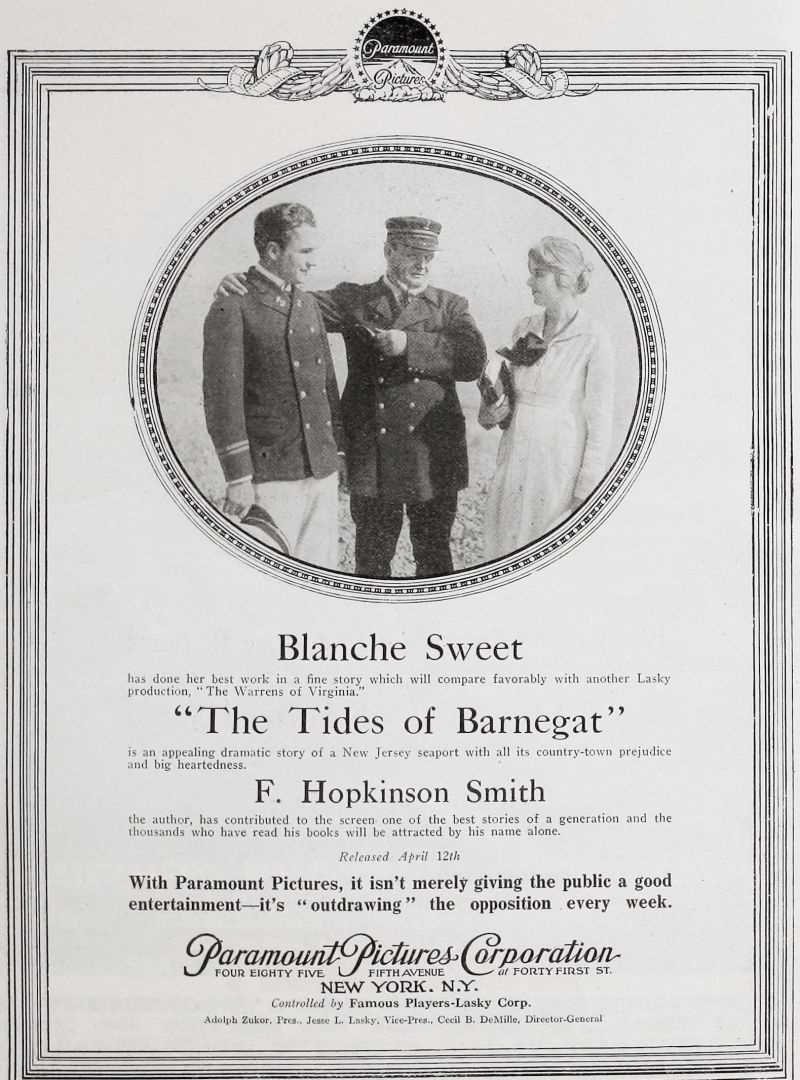 Paramount
Pictures
Blanche Sweet
has done her best work in a fine story which will compare favorably with another Lasky
production, "The Warrens of Virginia."
"The Tides of Barnegat"
is an appealing dramatic story of a New Jersey seaport with all its country-town prejudice
and big heartedness.
F. Hopkinson Smith
the author, has contributed to the screen one of the best stories of a generation and the
thousands who have read his books will be attracted by his name alone.
Released April 12th
With Paramount Pictures, it isn't merely giving the public a good
entertainment—it's "outdrawing" the opposition every week.
Paramount Pictures Corporation
FOUR EIGHTY FIVE FIFTH AVENUE at FORTY FIRST ST.
NEW YORK. N.Y.
Controlled by Famous Players-Lasky Corp.
Adolph Zukor, Pres., Jesse L. Lasky, Vice-Pres., Cecil B. DeMille, Director-General